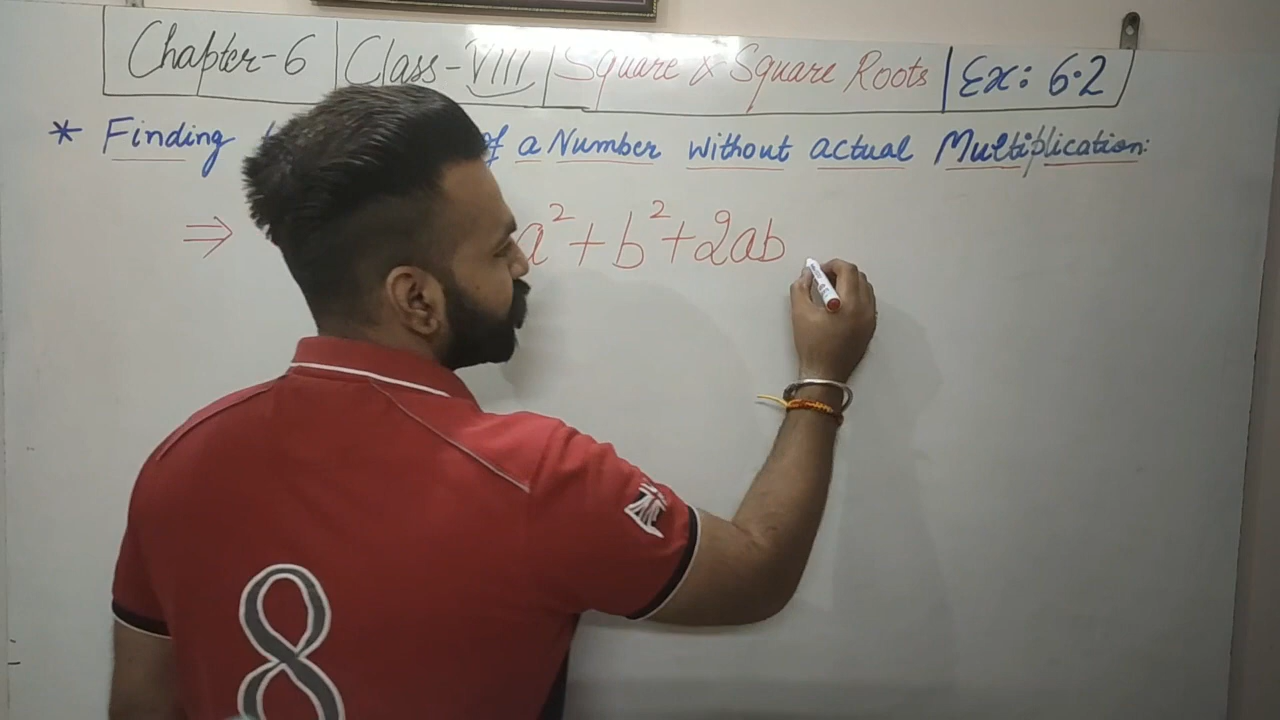 Chapter-6 Class-VIII Square & Square Roots Ex: 6.2
* Finding of a Number without actual Multiplication:
⇒ a²+b²+2ab
8